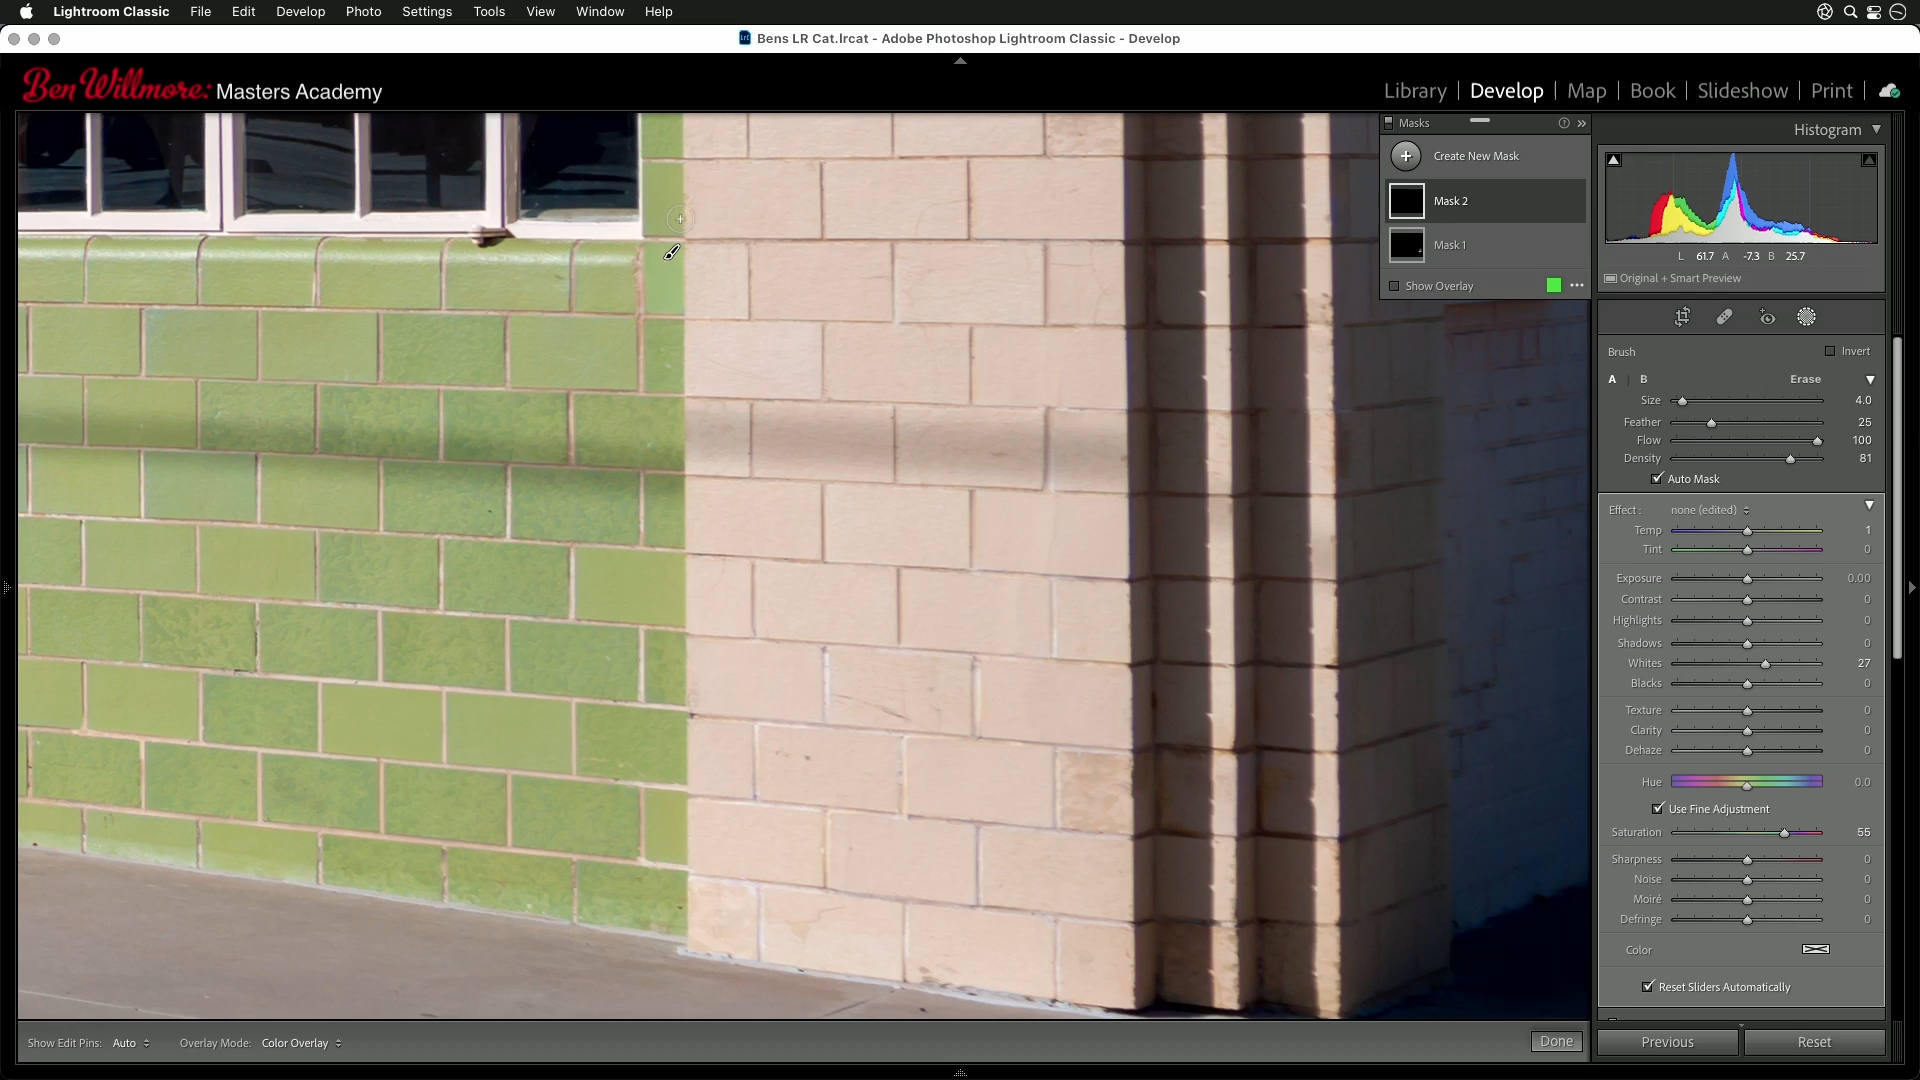 Lightroom Classic File Edit Develop Photo Settings Tools View Window Help
Bens LR Cat.lrcat - Adobe Photoshop Lightroom Classic - Develop
Ben Willmore: Masters Academy
Library | Develop | Map | Book | Slideshow | Print |
Masks
Create New Mask
Mask 2
Mask 1
Show Overlay
Histogram
L 61.7 A -7.3 B 25.7
Original + Smart Preview
Brush Invert
A B Erase
Size 4.0
Feather 25
Flow 100
Density 81
Auto Mask
Effect : none (edited)
Temp 1
Tint 0
Exposure 0.00
Contrast 0
Highlights 0
Shadows 0
Whites 27
Blacks 0
Texture 0
Clarity 0
Dehaze 0
Hue 0.0
Use Fine Adjustment
Saturation 55
Sharpness 0
Noise 0
Moiré 0
Defringe 0
Color
Reset Sliders Automatically
Show Edit Pins: Auto Overlay Mode: Color Overlay Done
Previous Reset